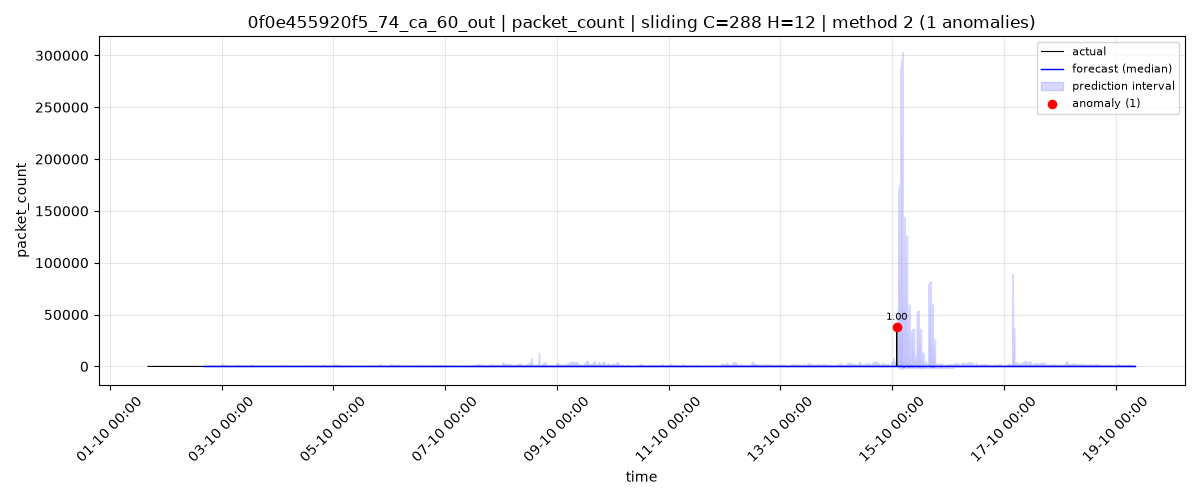 0f0e455920f5_74_ca_60_out | packet_count | sliding C=288 H=12 | method 2 (1 anomalies)
300000
250000
200000
150000
100000
50000
0
packet_count
actual
forecast (median)
prediction interval
anomaly (1)
1.00
01-10 00:00
03-10 00:00
05-10 00:00
07-10 00:00
09-10 00:00
11-10 00:00
13-10 00:00
15-10 00:00
17-10 00:00
19-10 00:00
time